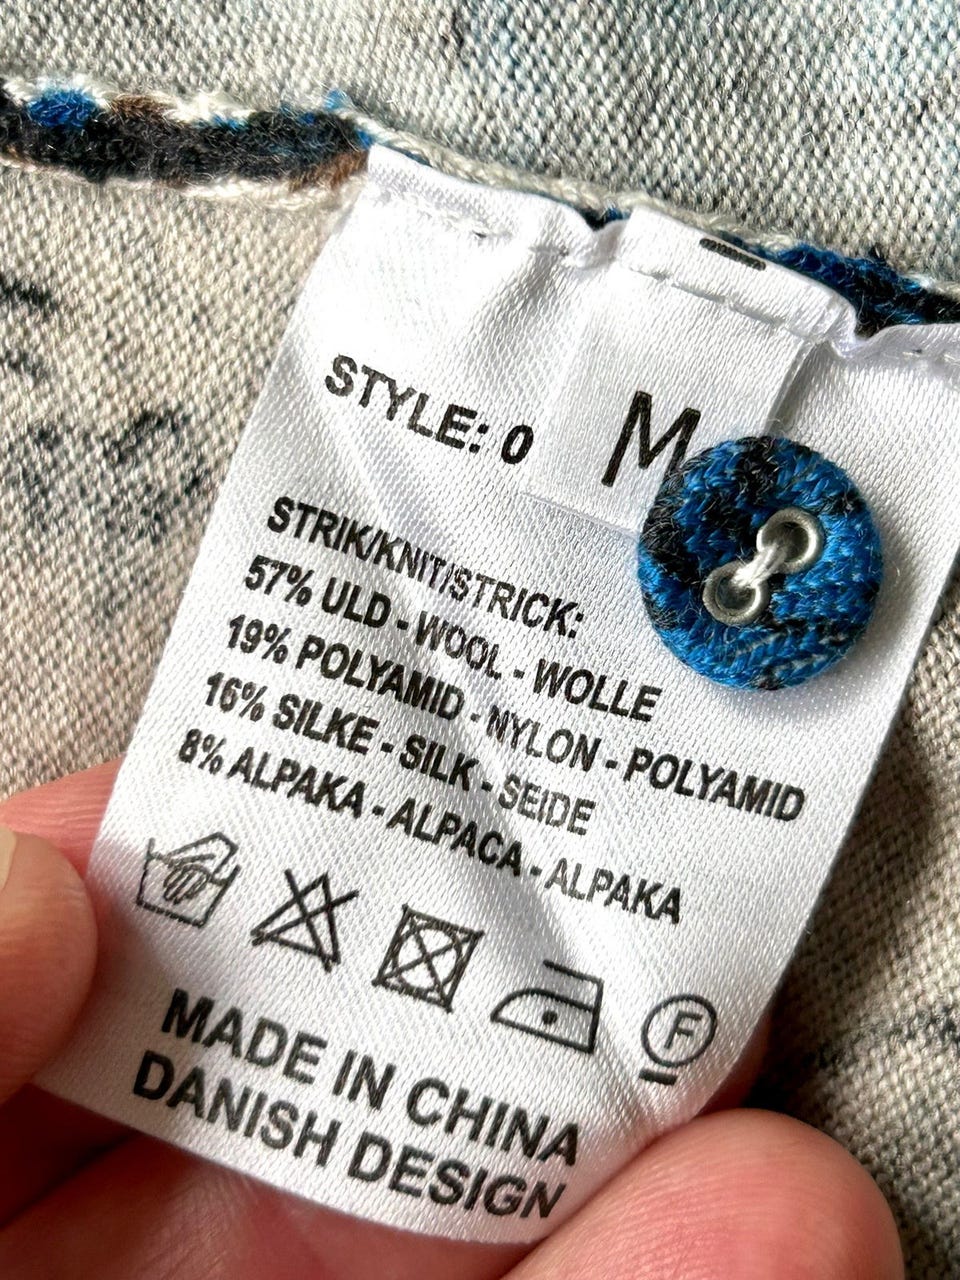 STYLE: 0
M
STRIK/KNIT/STRICK:
57% ULD - WOOL - WOLLE
19% POLYAMID - NYLON - POLYAMID
16% SILKE - SILK - SEIDE
8% ALPAKA - ALPACA - ALPAKA
F
MADE IN CHINA
DANISH DESIGN